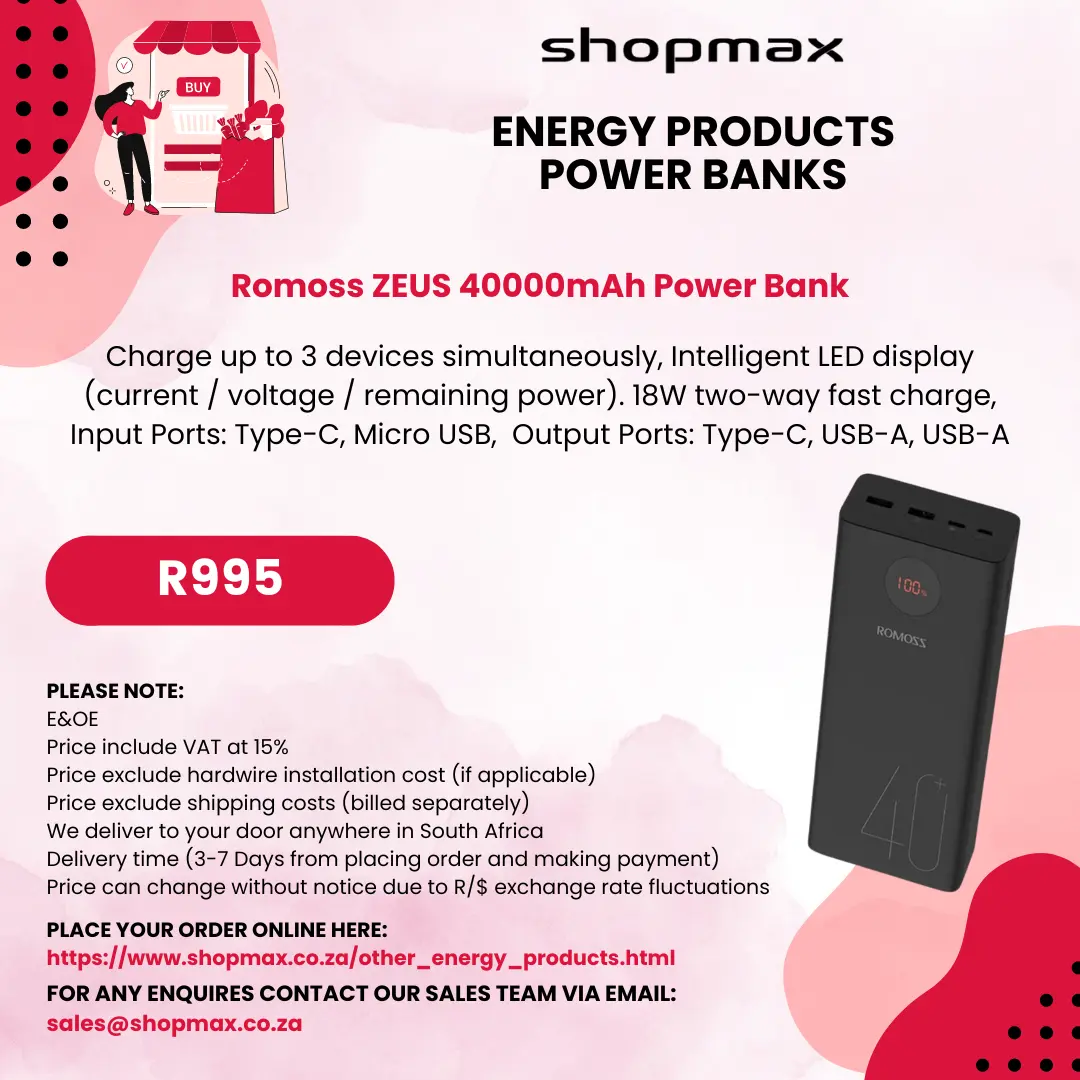 BUY
shopmax
ENERGY PRODUCTS
POWER BANKS
Romoss ZEUS 40000mAh Power Bank
Charge up to 3 devices simultaneously, Intelligent LED display
(current / voltage / remaining power). 18W two-way fast charge,
Input Ports: Type-C, Micro USB, Output Ports: Type-C, USB-A, USB-A
R995
100%
ROMOSS
40+
PLEASE NOTE:
E&OE
Price include VAT at 15%
Price exclude hardwire installation cost (if applicable)
Price exclude shipping costs (billed separately)
We deliver to your door anywhere in South Africa
Delivery time (3-7 Days from placing order and making payment)
Price can change without notice due to R/$ exchange rate fluctuations
PLACE YOUR ORDER ONLINE HERE:
https://www.shopmax.co.za/other_energy_products.html
FOR ANY ENQUIRES CONTACT OUR SALES TEAM VIA EMAIL:
sales@shopmax.co.za